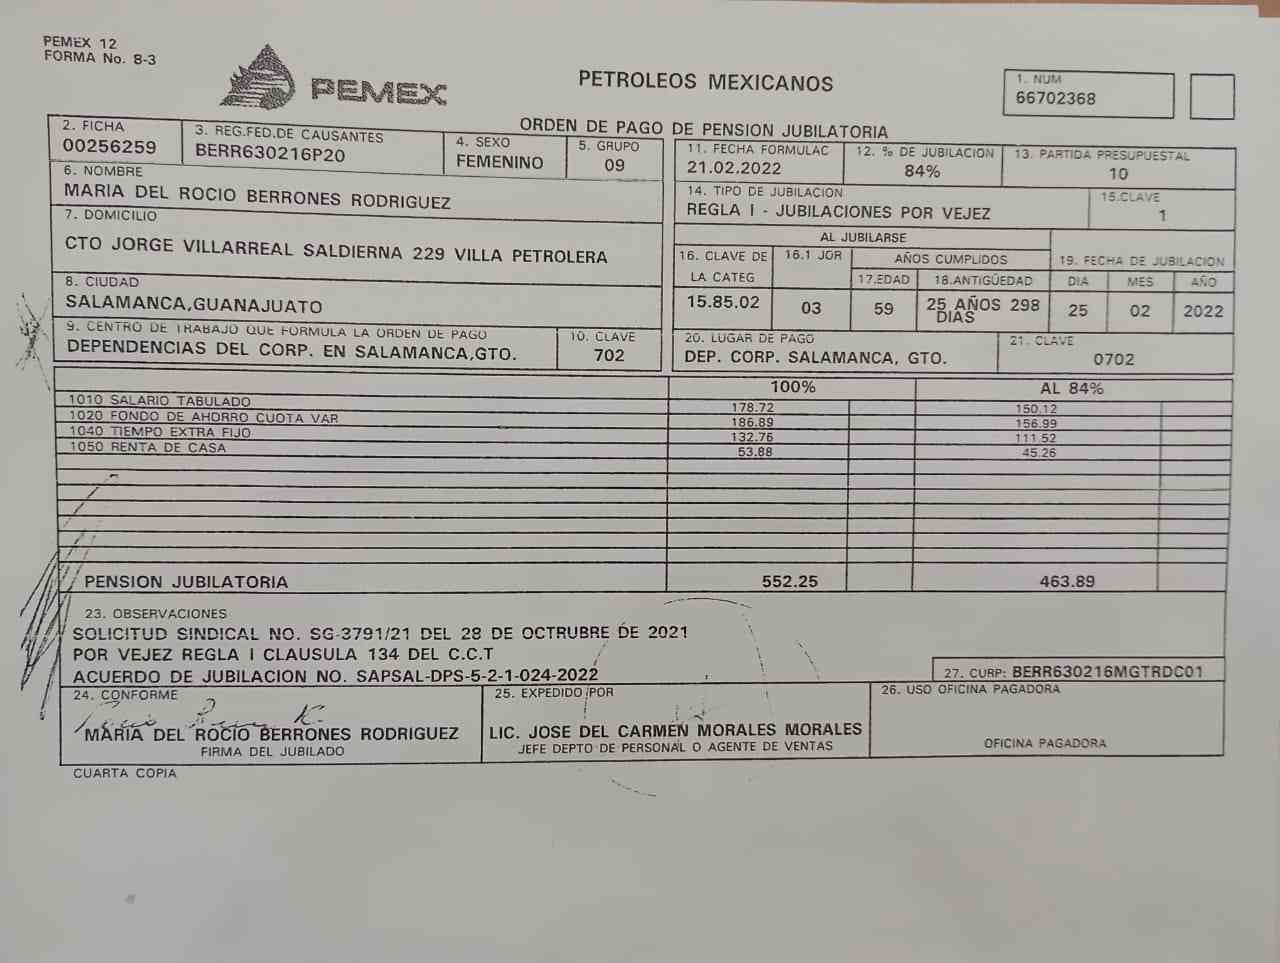 PEMEX 12
FORMA No. 8-3
PEMEX
PETROLEOS MEXICANOS
1. NUM
66702368
ORDEN DE PAGO DE PENSION JUBILATORIA
2. FICHA
00256259
3. REG.FED.DE CAUSANTES
BERR630216P20
4. SEXO
FEMENINO
5. GRUPO
09
11. FECHA FORMULAC
21.02.2022
12. % DE JUBILACION
84%
13. PARTIDA PRESUPUESTAL
10
6. NOMBRE
MARIA DEL ROCIO BERRONES RODRIGUEZ
14. TIPO DE JUBILACION
REGLA I - JUBILACIONES POR VEJEZ
15.CLAVE
1
7. DOMICILIO
CTO JORGE VILLARREAL SALDIERNA 229 VILLA PETROLERA
AL JUBILARSE
16. CLAVE DE
LA CATEG
15.85.02
16.1 JOR
03
AÑOS CUMPLIDOS
17.EDAD
59
18.ANTIGÜEDAD
25 AÑOS 298
DIAS
19. FECHA DE JUBILACION
DIA MES AÑO
25 02 2022
8. CIUDAD
SALAMANCA,GUANAJUATO
9. CENTRO DE TRABAJO QUE FORMULA LA ORDEN DE PAGO
DEPENDENCIAS DEL CORP. EN SALAMANCA,GTO.
10. CLAVE
702
20. LUGAR DE PAGO
DEP. CORP. SALAMANCA, GTO.
21. CLAVE
0702
100% AL 84%
1010 SALARIO TABULADO 178.72 150.12
1020 FONDO DE AHORRO CUOTA VAR 186.89 156.99
1040 TIEMPO EXTRA FIJO 132.76 111.52
1050 RENTA DE CASA 53.88 45.26
PENSION JUBILATORIA 552.25 463.89
23. OBSERVACIONES
SOLICITUD SINDICAL NO. SG-3791/21 DEL 28 DE OCTRUBRE DE 2021
POR VEJEZ REGLA I CLAUSULA 134 DEL C.C.T
ACUERDO DE JUBILACION NO. SAPSAL-DPS-5-2-1-024-2022
27. CURP: BERR630216MGTRDC01
24. CONFORME
MARIA DEL ROCIO BERRONES RODRIGUEZ
FIRMA DEL JUBILADO
25. EXPEDIDO POR
LIC. JOSE DEL CARMEN MORALES MORALES
JEFE DEPTO DE PERSONAL O AGENTE DE VENTAS
26. USO OFICINA PAGADORA
OFICINA PAGADORA
CUARTA COPIA